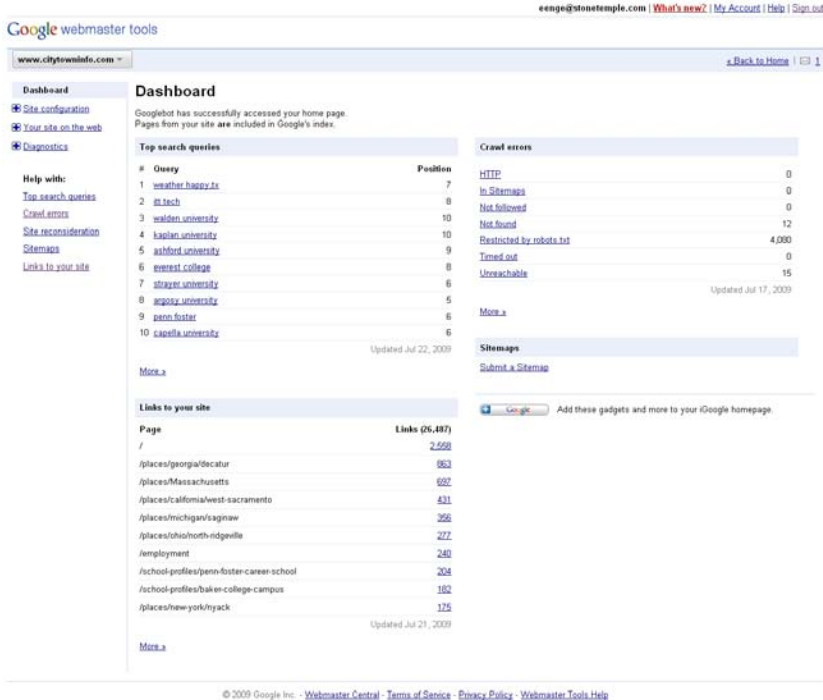 eenge@stonetemple.com | What's new? | My Account | Help | Sign out
Google webmaster tools
www.citytowninfo.com
« Back to Home | 1
Dashboard
Site configuration
Your site on the web
Diagnostics
Help with:
Top search queries
Crawl errors
Site reconsideration
Sitemaps
Links to your site
Dashboard
Googlebot has successfully accessed your home page.
Pages from your site are included in Google's index.
Top search queries
# Query Position
1 weather happy tx 7
2 itt tech 8
3 walden university 10
4 kaplan university 10
5 ashford university 9
6 everest college 8
7 strayer university 6
8 argosy university 5
9 penn foster 6
10 capella university 6
Updated Jul 22, 2009
More »
Links to your site
Page Links (26,487)
/ 2,558
/places/georgia/decatur 863
/places/Massachusetts 697
/places/california/west-sacramento 431
/places/michigan/saginaw 356
/places/ohio/north-ridgeville 277
/employment 240
/school-profiles/penn-foster-career-school 204
/school-profiles/baker-college-campus 182
/places/new-york/nyack 175
Updated Jul 21, 2009
More »
Crawl errors
HTTP 0
In Sitemaps 0
Not followed 0
Not found 12
Restricted by robots.txt 4,080
Timed out 0
Unreachable 15
Updated Jul 17, 2009
More »
Sitemaps
Submit a Sitemap
Google Add these gadgets and more to your iGoogle homepage.
© 2009 Google Inc. - Webmaster Central - Terms of Service - Privacy Policy - Webmaster Tools Help